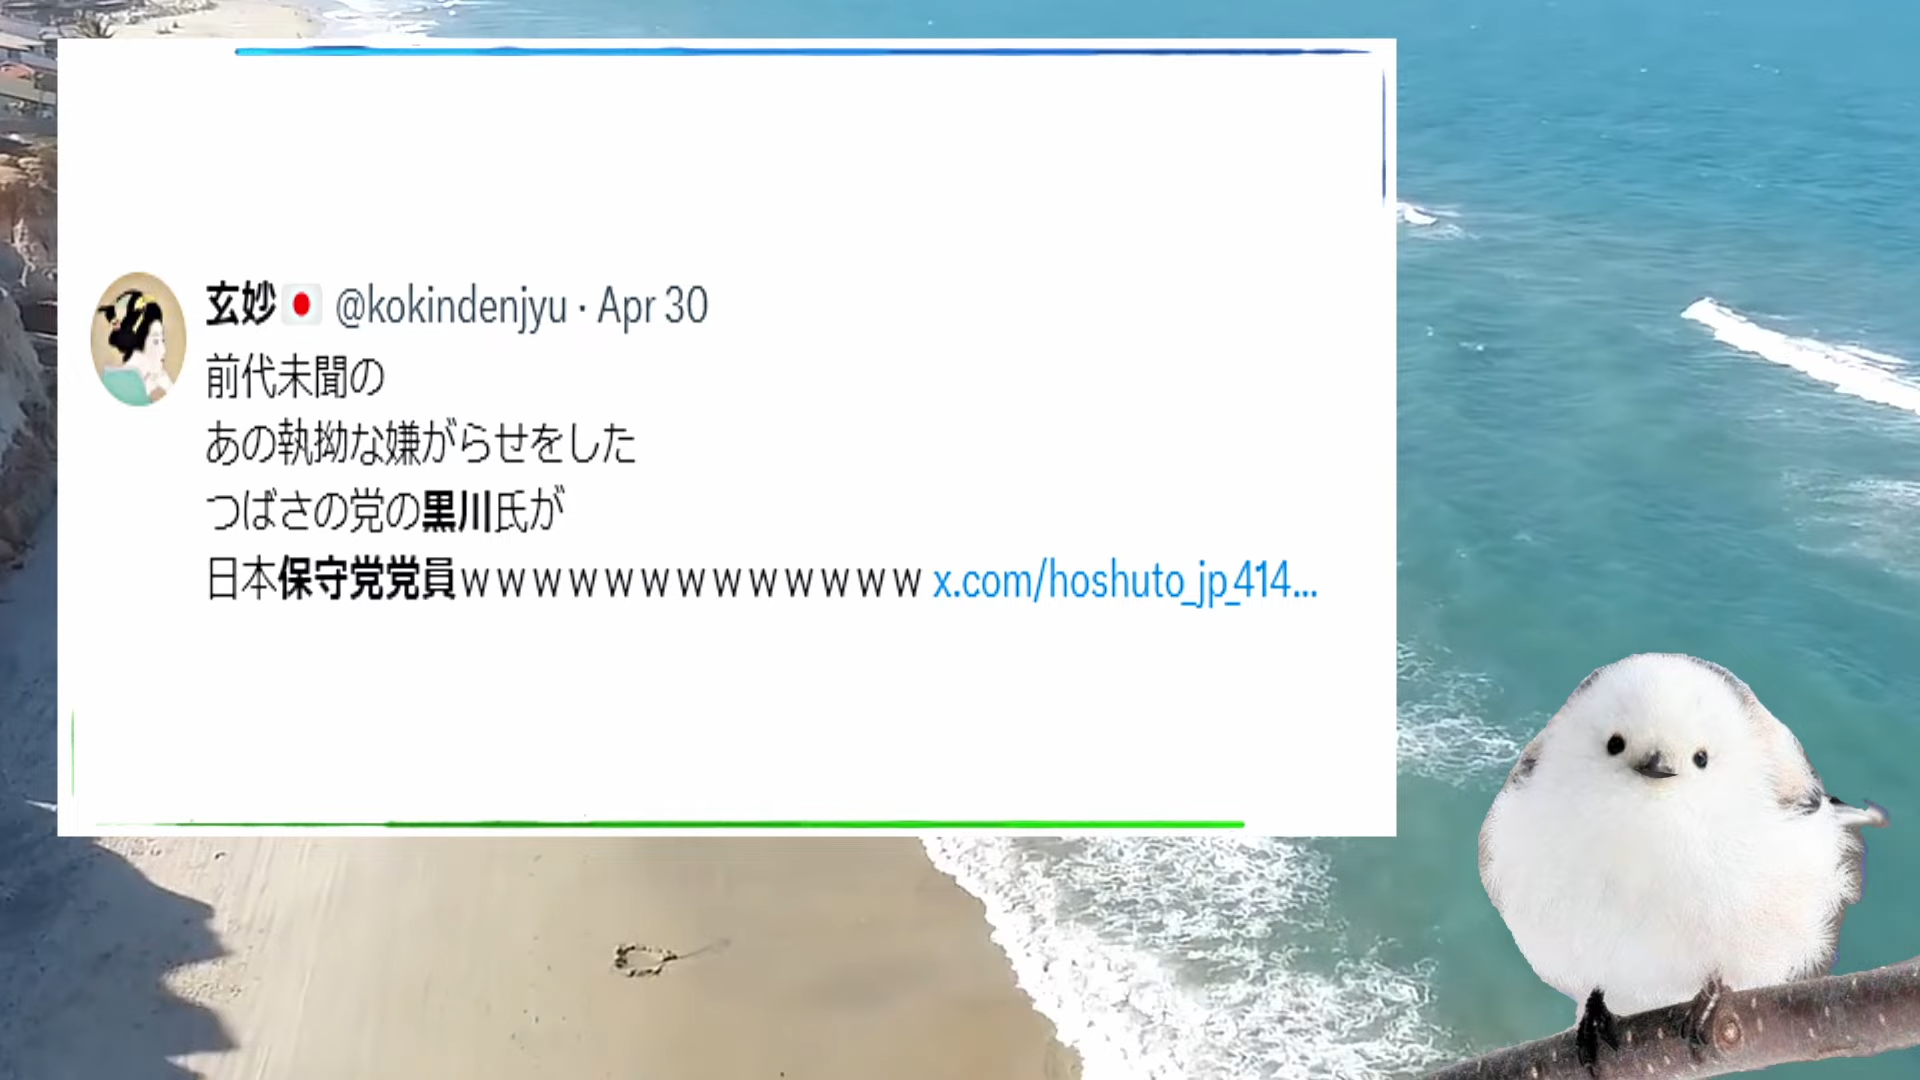 玄妙🇯🇵 @kokindenjyu · Apr 30
前代未聞の
あの執拗な嫌がらせをした
つばさの党の黒川氏が
日本保守党党員ｗｗｗｗｗｗｗｗｗｗｗｗｗ x.com/hoshuto_jp_414...